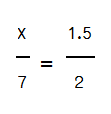 x/7 = 1.5/2